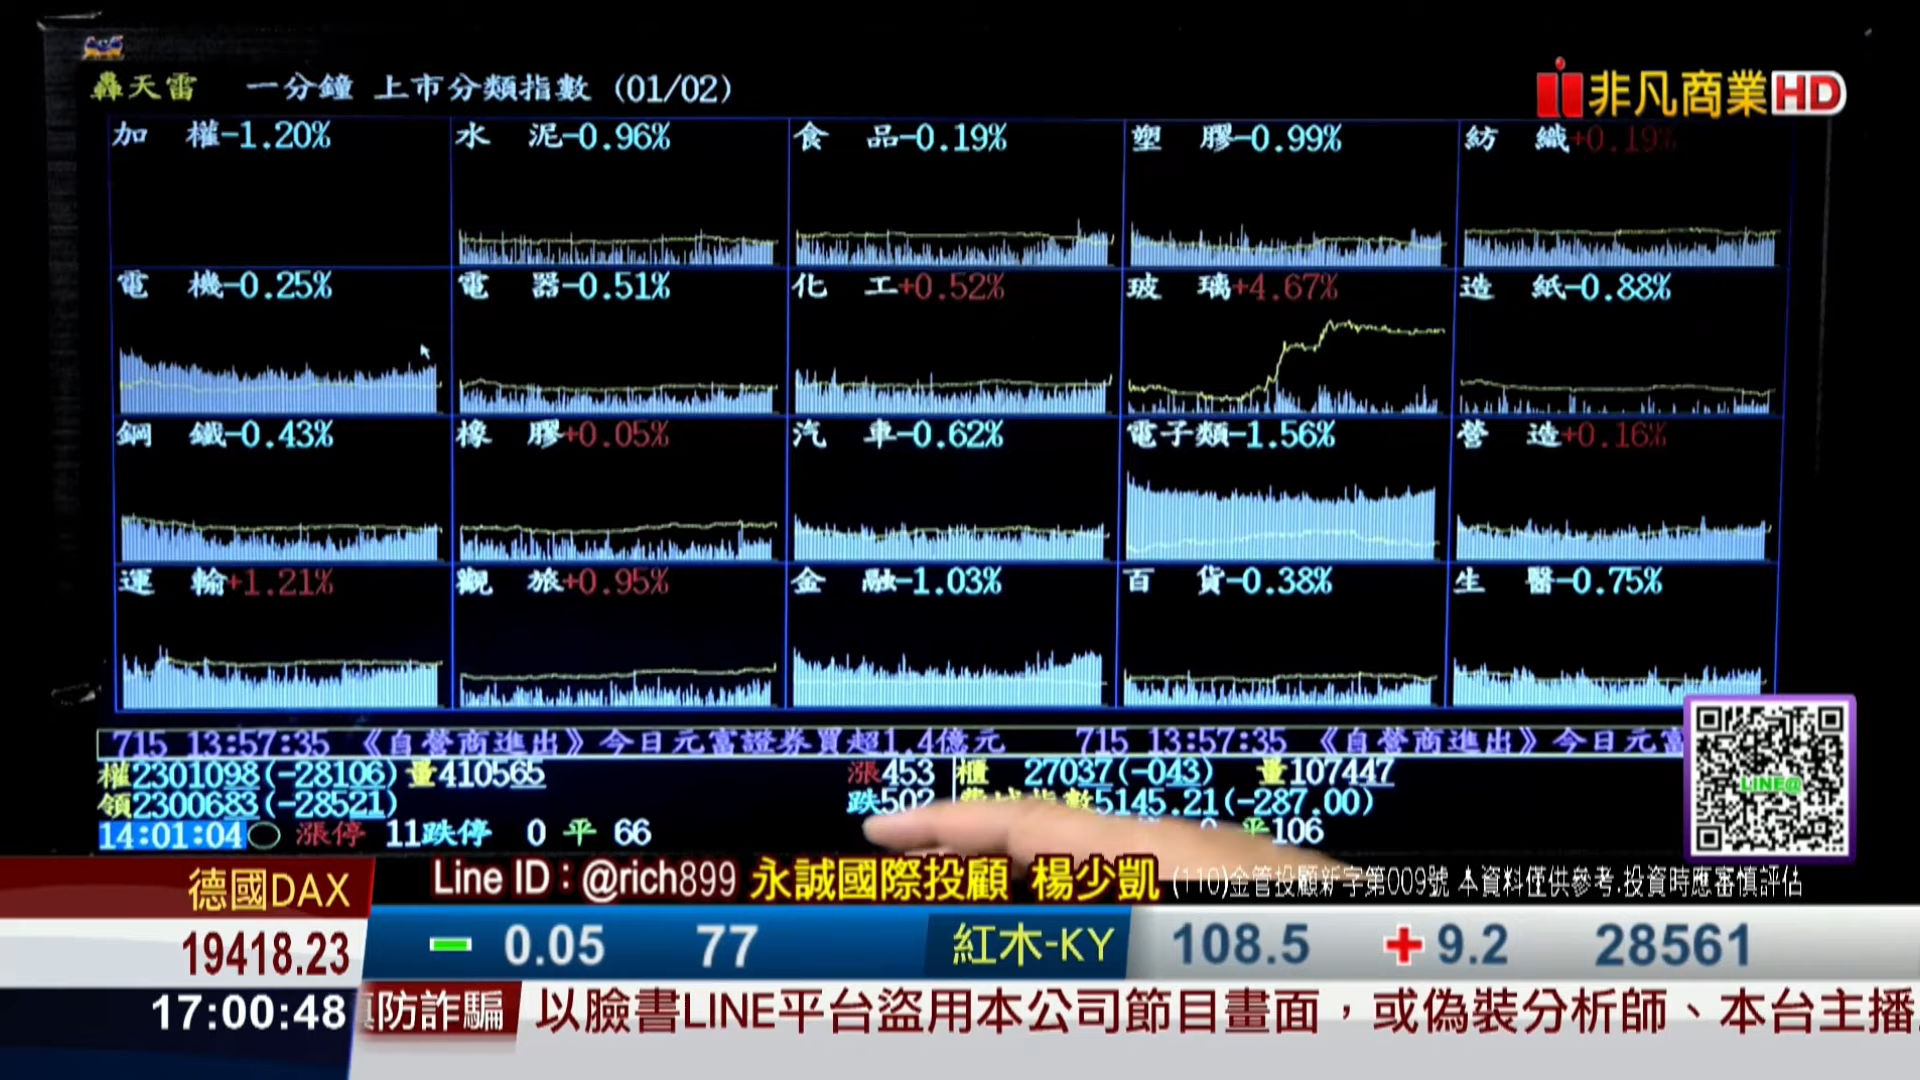 轟天雷 一分鐘 上市分類指數 (01/02)
非凡商業HD
加 權-1.20% 水 泥-0.96% 食 品-0.19% 塑 膠-0.99% 紡 織+0.19%
電 機-0.25% 電 器-0.51% 化 工+0.52% 玻 璃+4.67% 造 紙-0.88%
鋼 鐵-0.43% 橡 膠+0.05% 汽 車-0.62% 電子類-1.56% 營 造+0.16%
運 輸+1.21% 觀 旅+0.95% 金 融-1.03% 百 貨-0.38% 生 醫-0.75%
715 13:57:35 《自營商進出》今日元富證券買超1.4億元 715 13:57:35 《自營商進出》今日元富
權2301098(-28106) 量410565 漲453 櫃 27037(-043) 量107447
領2300683(-28521) 跌502 指數5145.21(-287.00)
14:01:04 漲停 11跌停 0 平 66 平106
LINE@
德國DAX
Line ID：@rich899 永誠國際投顧 楊少凱 (110)金管投顧新字第009號 本資料僅供參考.投資時應審慎評估
19418.23
0.05 77 紅木-KY 108.5 + 9.2 28561
17:00:48
防詐騙 以臉書LINE平台盜用本公司節目畫面，或偽裝分析師、本台主播